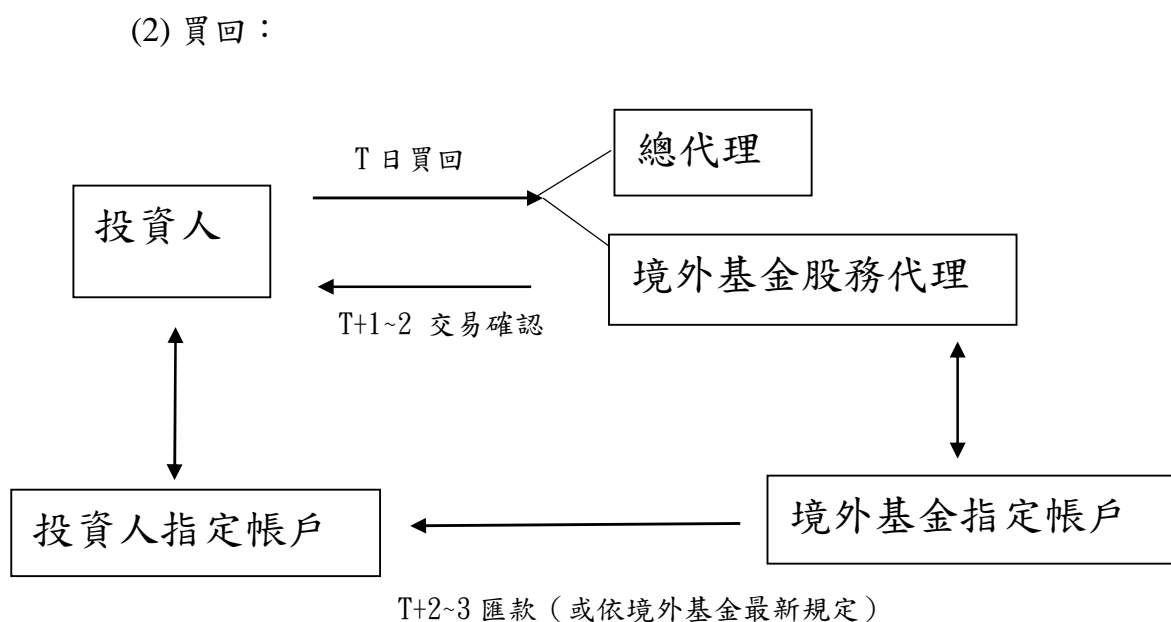 (2) 買回：
總代理
T 日買回
投資人
境外基金股務代理
T+1~2 交易確認
投資人指定帳戶
境外基金指定帳戶
T+2~3 匯款（或依境外基金最新規定）